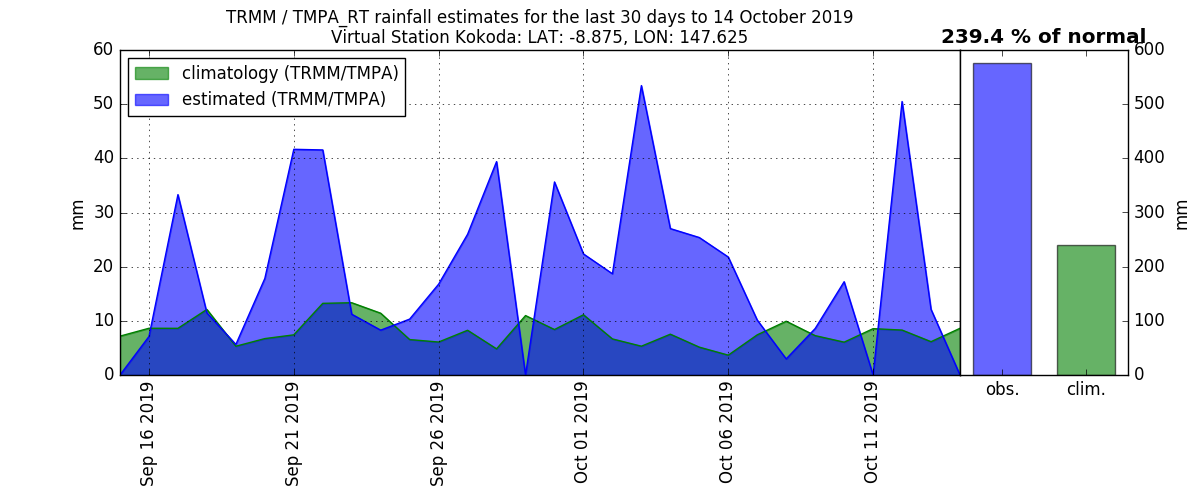 TRMM / TMPA_RT rainfall estimates for the last 30 days to 14 October 2019
Virtual Station Kokoda: LAT: -8.875, LON: 147.625
239.4 % of normal
climatology (TRMM/TMPA)
estimated (TRMM/TMPA)
60
50
40
30
20
10
0
mm
Sep 16 2019
Sep 21 2019
Sep 26 2019
Oct 01 2019
Oct 06 2019
Oct 11 2019
600
500
400
300
200
100
0
mm
obs.
clim.